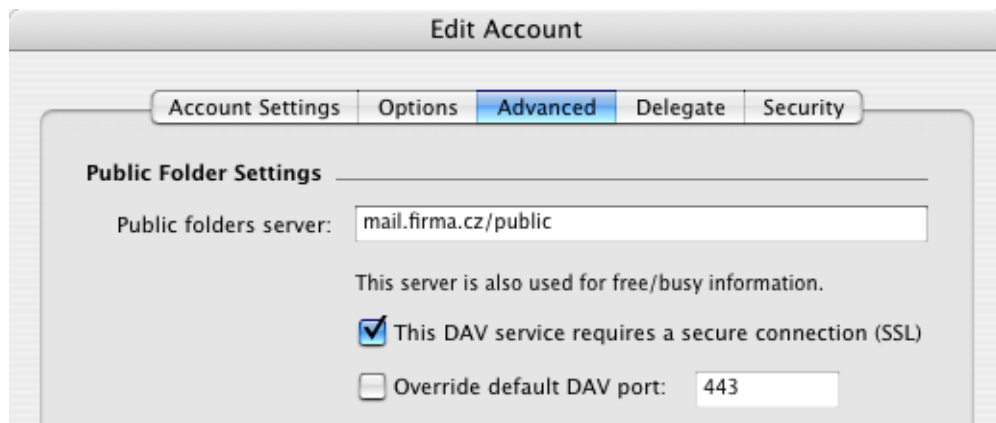 Edit Account
Account Settings Options Advanced Delegate Security
Public Folder Settings
Public folders server: mail.firma.cz/public
This server is also used for free/busy information.
This DAV service requires a secure connection (SSL)
Override default DAV port: 443